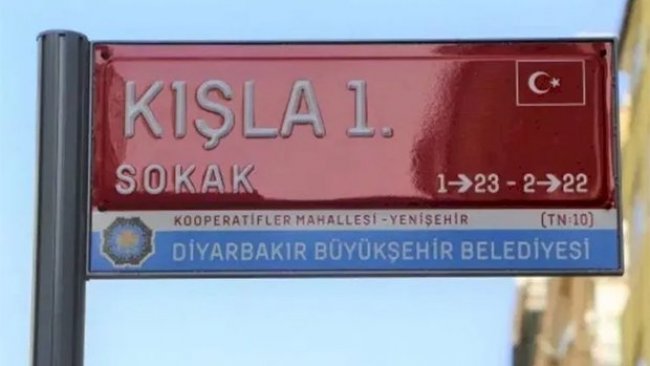 KIŞLA 1.
SOKAK
1→23 - 2→22
KOOPERATİFLER MAHALLESİ - YENİŞEHİR (TN:10)
DİYARBAKIR BÜYÜKŞEHİR BELEDİYESİ